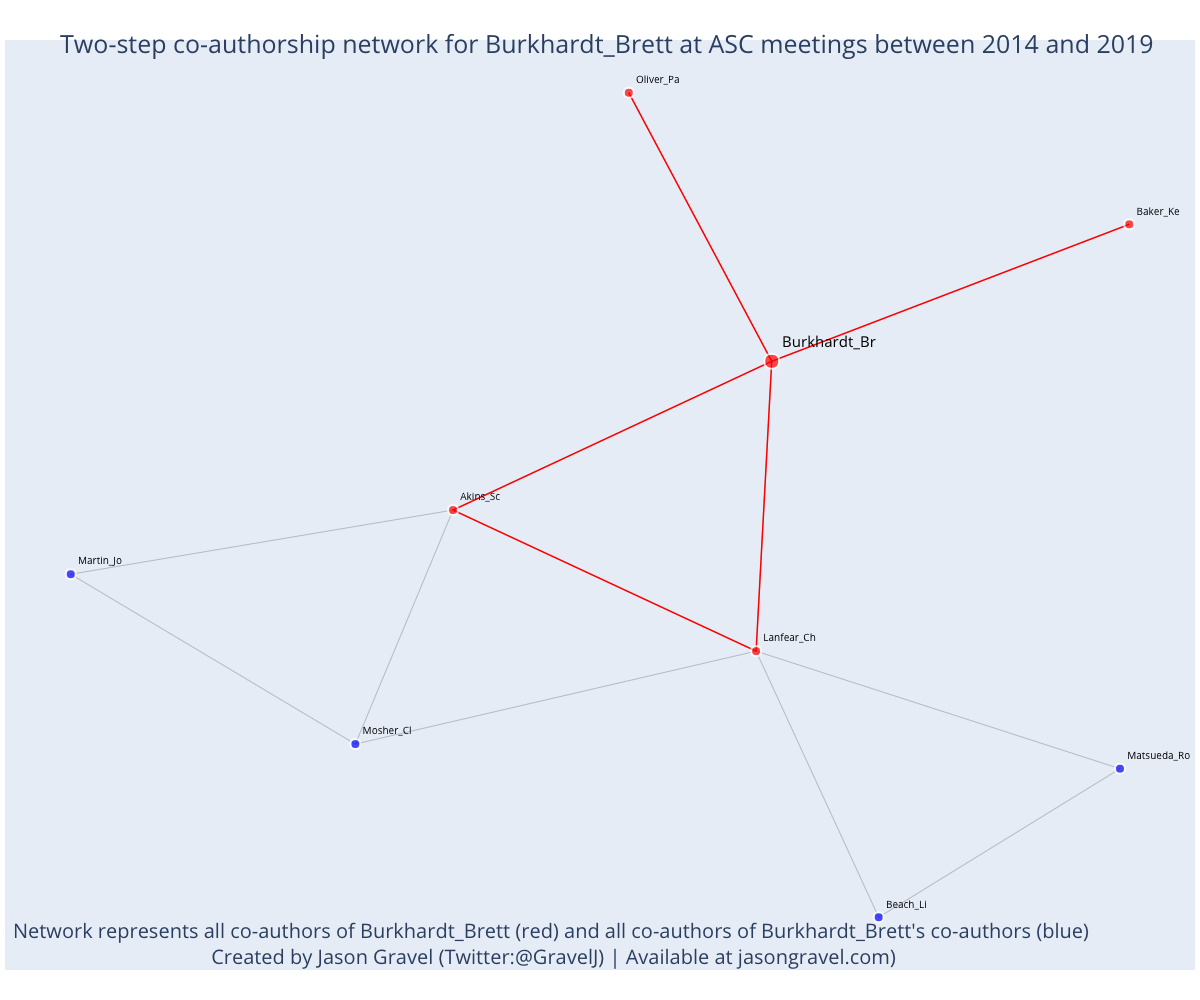 Two-step co-authorship network for Burkhardt_Brett at ASC meetings between 2014 and 2019
Oliver_Pa
Baker_Ke
Burkhardt_Br
Akins_Sc
Martin_Jo
Lanfear_Ch
Mosher_Cl
Matsueda_Ro
Beach_Li
Network represents all co-authors of Burkhardt_Brett (red) and all co-authors of Burkhardt_Brett's co-authors (blue)
Created by Jason Gravel (Twitter:@GravelJ) | Available at jasongravel.com)